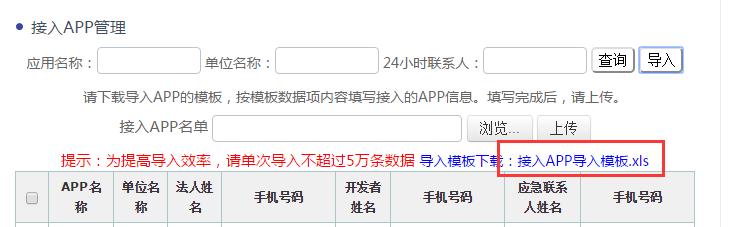 接入APP管理
应用名称： 单位名称： 24小时联系人： 查询 导入
请下载导入APP的模板，按模板数据项内容填写接入的APP信息。填写完成后，请上传。
接入APP名单 浏览... 上传
提示：为提高导入效率，请单次导入不超过5万条数据 导入模板下载：接入APP导入模板.xls
APP名称 单位名称 法人姓名 手机号码 开发者姓名 手机号码 应急联系人姓名 手机号码